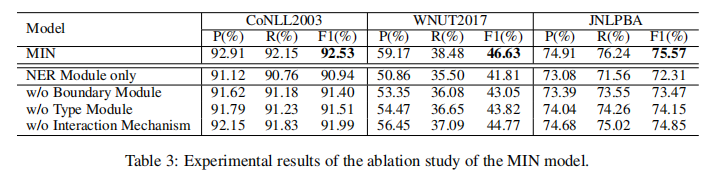 Model CoNLL2003 WNUT2017 JNLPBA
P(%) R(%) F1(%) P(%) R(%) F1(%) P(%) R(%) F1(%)
MIN 92.91 92.15 92.53 59.17 38.48 46.63 74.91 76.24 75.57
NER Module only 91.12 90.76 90.94 50.86 35.50 41.81 73.08 71.56 72.31
w/o Boundary Module 91.62 91.18 91.40 53.35 36.08 43.05 73.39 73.55 73.47
w/o Type Module 91.79 91.23 91.51 54.47 36.65 43.82 74.04 74.26 74.15
w/o Interaction Mechanism 92.15 91.83 91.99 56.45 37.09 44.77 74.68 75.02 74.85
Table 3: Experimental results of the ablation study of the MIN model.